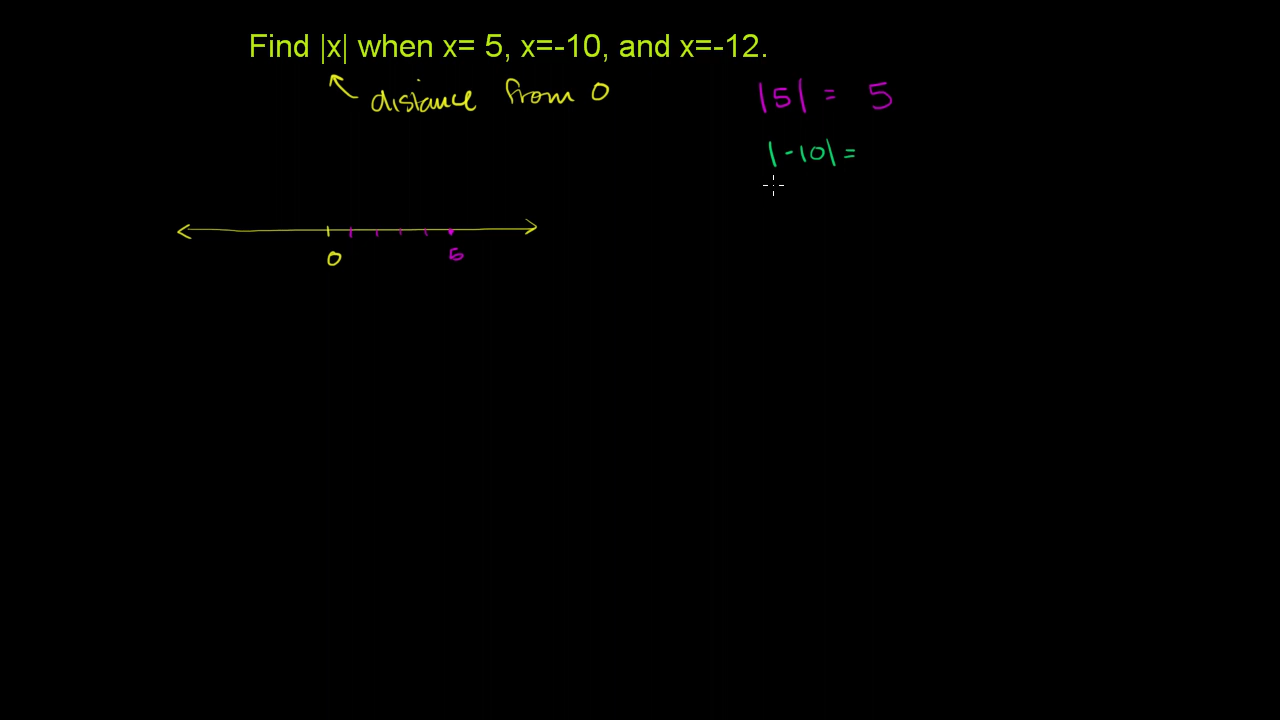 Find |x| when x= 5, x=-10, and x=-12.
distance from 0
|5| = 5
|-10| =
0 5